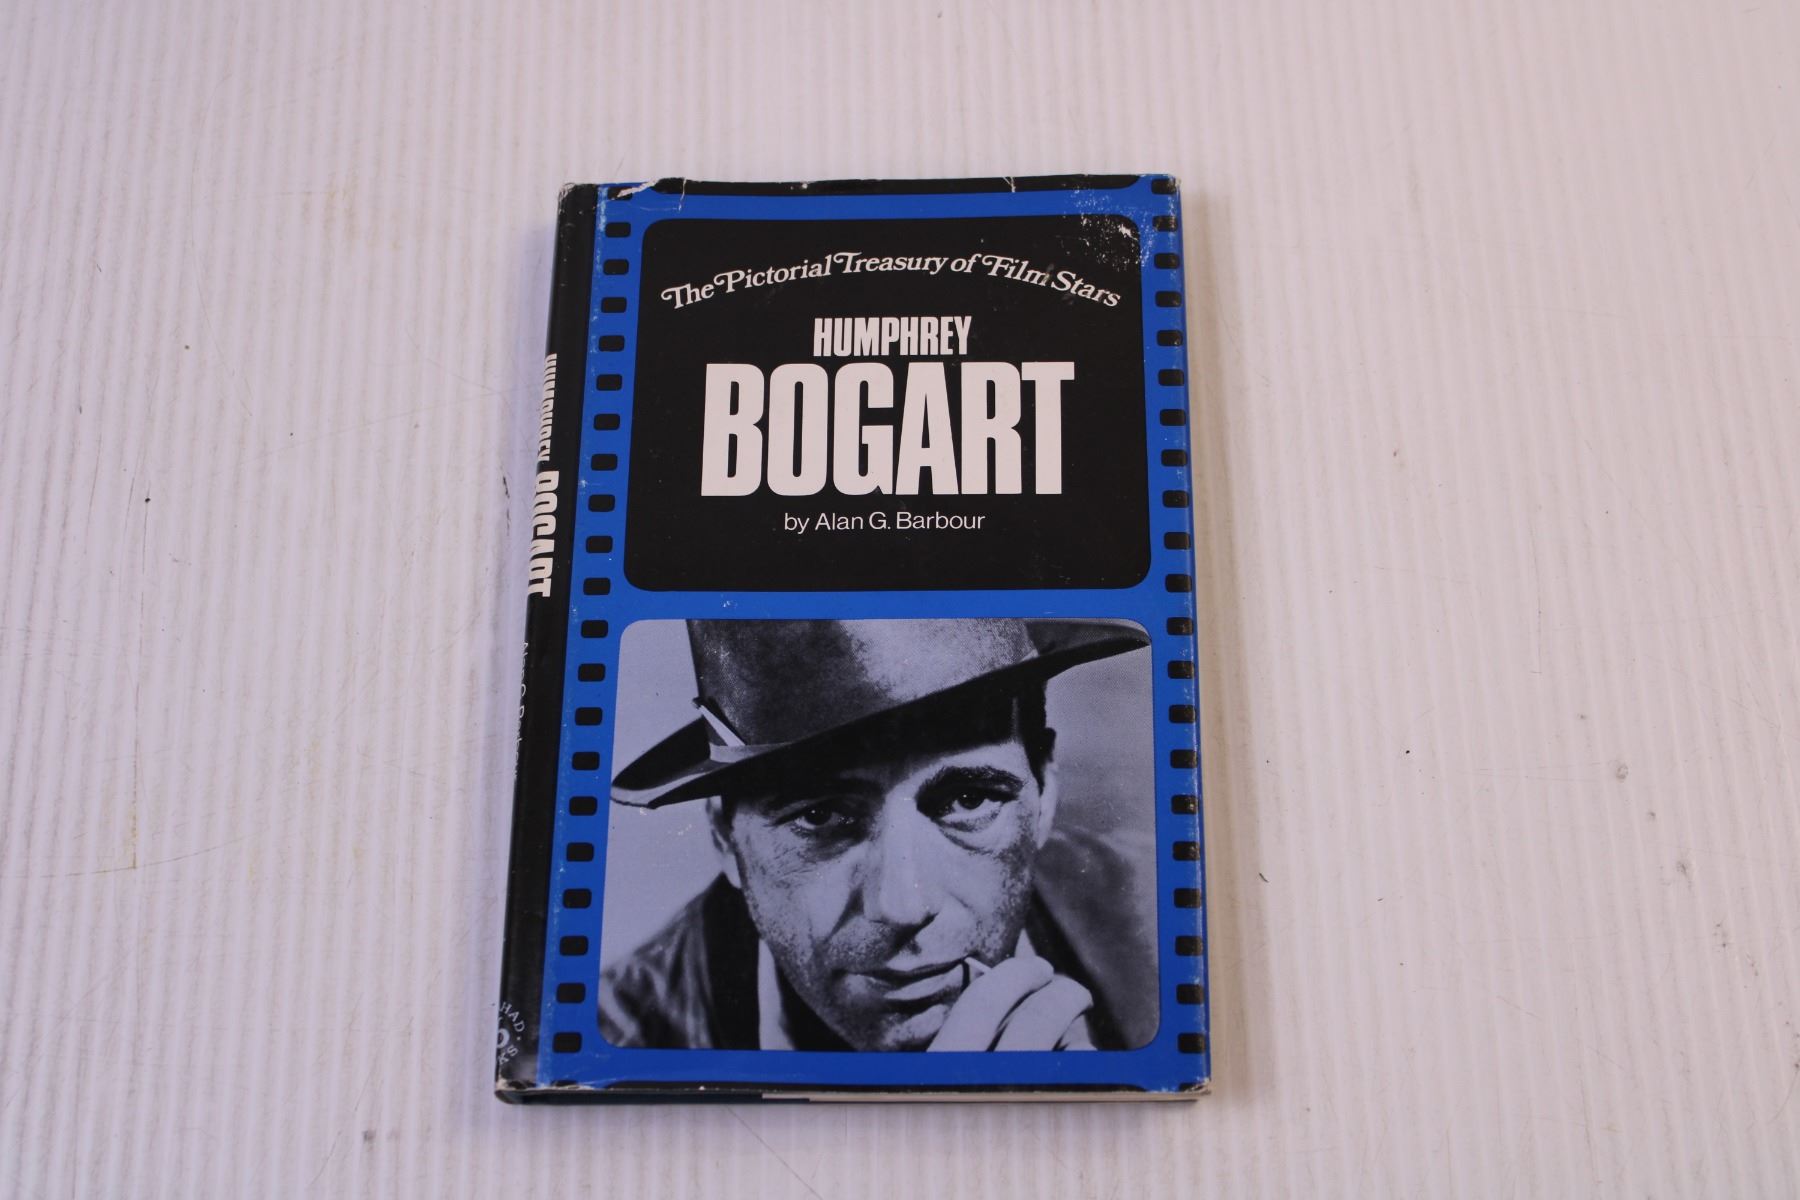 The Pictorial Treasury of Film Stars
HUMPHREY
BOGART
by Alan G. Barbour
HUMPHREY BOGART